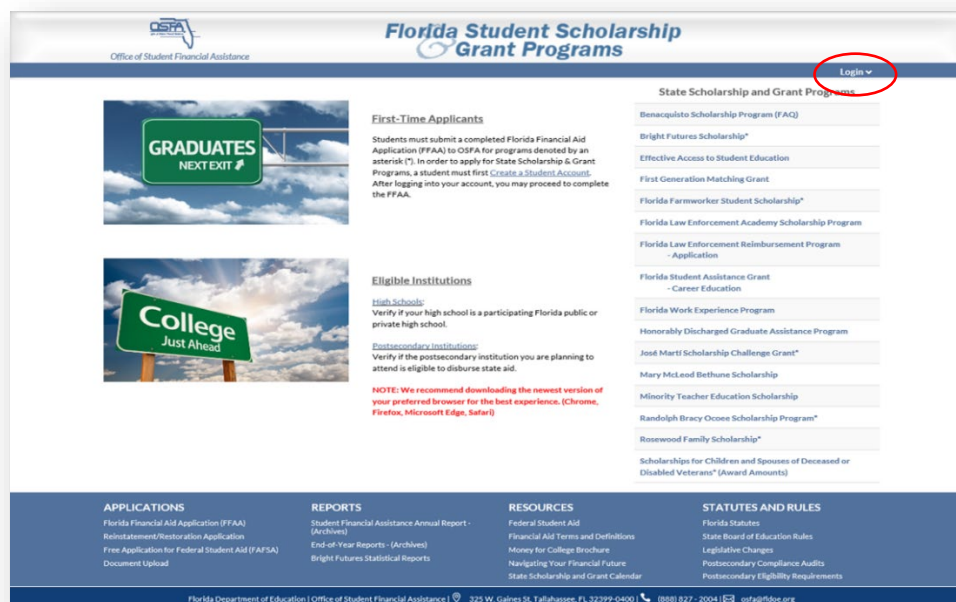 OSFA
Office of Student Financial Assistance
Florida Student Scholarship
& Grant Programs
Login
GRADUATES
NEXT EXIT
First-Time Applicants
Students must submit a completed Florida Financial Aid
Application (FFAA) to OSFA for programs denoted by an
asterisk (*). In order to apply for State Scholarship & Grant
Programs, a student must first Create a Student Account.
After logging into your account, you may proceed to complete
the FFAA.
College
Just Ahead
Eligible Institutions
High Schools:
Verify if your high school is a participating Florida public or
private high school.
Postsecondary Institutions:
Verify if the postsecondary institution you are planning to
attend is eligible to disburse state aid.
NOTE: We recommend downloading the newest version of
your preferred browser for the best experience. (Chrome,
Firefox, Microsoft Edge, Safari)
State Scholarship and Grant Programs
Benacquisto Scholarship Program (FAQ)
Bright Futures Scholarship*
Effective Access to Student Education
First Generation Matching Grant
Florida Farmworker Student Scholarship*
Florida Law Enforcement Academy Scholarship Program
Florida Law Enforcement Reimbursement Program
- Application
Florida Student Assistance Grant
- Career Education
Florida Work Experience Program
Honorably Discharged Graduate Assistance Program
José Martí Scholarship Challenge Grant*
Mary McLeod Bethune Scholarship
Minority Teacher Education Scholarship
Randolph Bracy Ocoee Scholarship Program*
Rosewood Family Scholarship*
Scholarships for Children and Spouses of Deceased or
Disabled Veterans* (Award Amounts)
APPLICATIONS
Florida Financial Aid Application (FFAA)
Reinstatement/Restoration Application
Free Application for Federal Student Aid (FAFSA)
Document Upload
REPORTS
Student Financial Assistance Annual Report -
(Archives)
End-of-Year Reports - (Archives)
Bright Futures Statistical Reports
RESOURCES
Federal Student Aid
Financial Aid Terms and Definitions
Money for College Brochure
Navigating Your Financial Future
State Scholarship and Grant Calendar
STATUTES AND RULES
Florida Statutes
State Board of Education Rules
Legislative Changes
Postsecondary Compliance Audits
Postsecondary Eligibility Requirements
Florida Department of Education | Office of Student Financial Assistance | 325 W. Gaines St, Tallahassee, FL 32399-0400 | (888) 827 - 2004 | osfa@fldoe.org